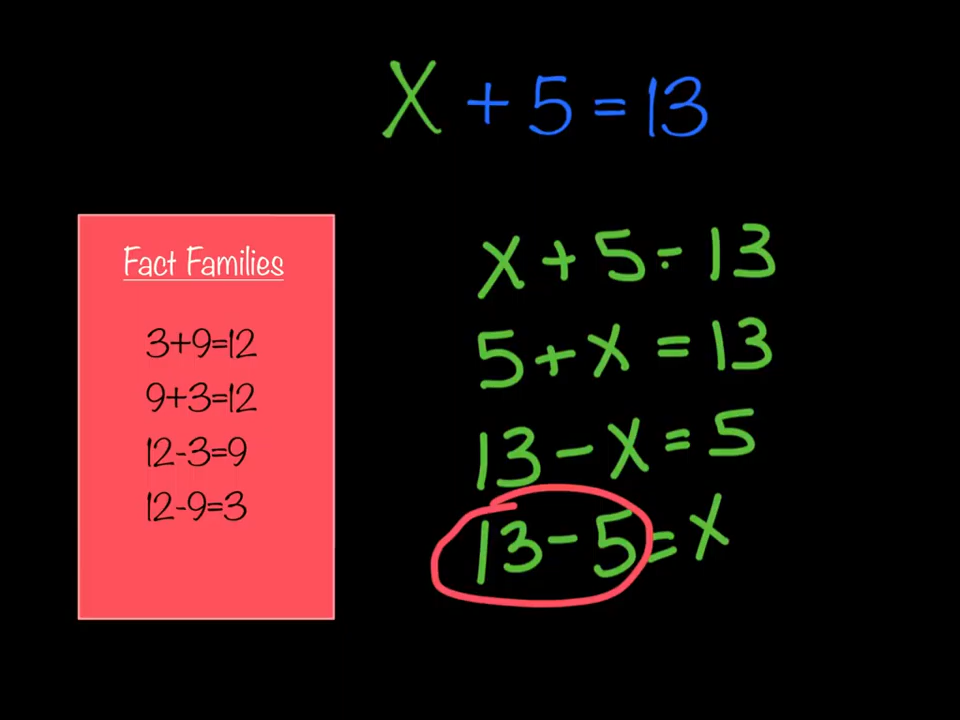 X + 5 = 13
Fact Families
3+9=12
9+3=12
12-3=9
12-9=3
x + 5 = 13
5 + x = 13
13 - x = 5
13 - 5 = x